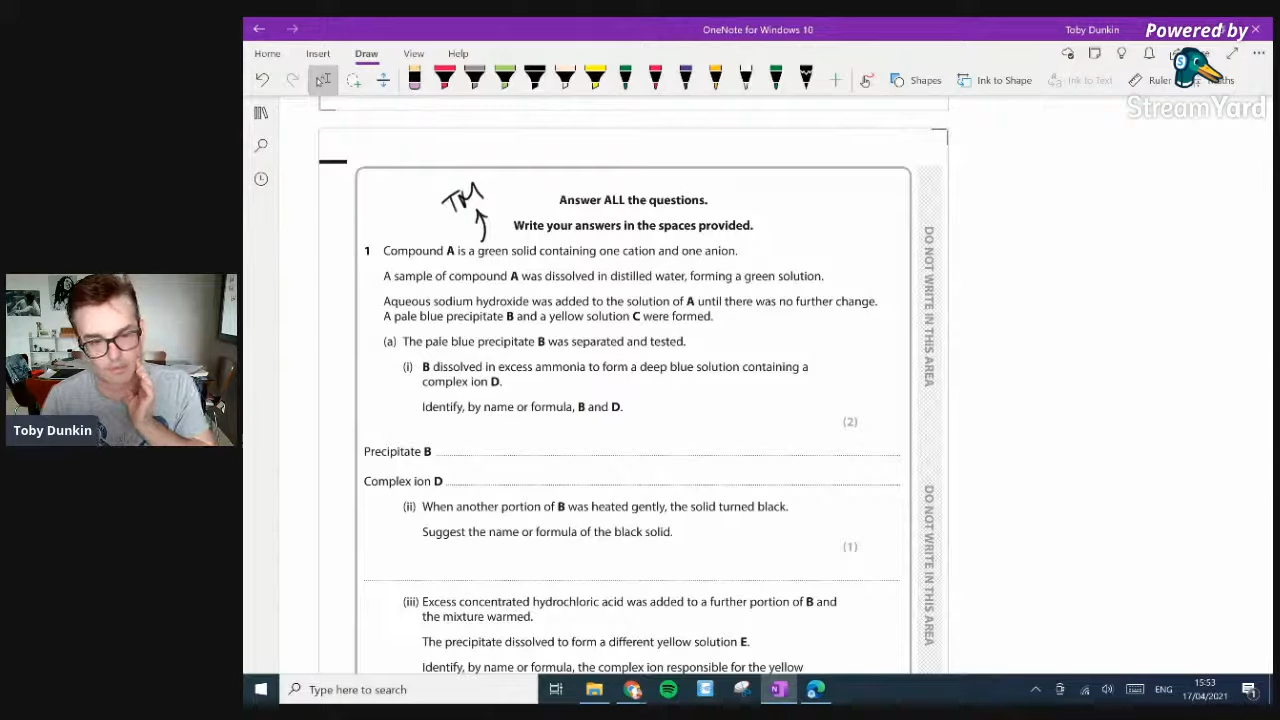 OneNote for Windows 10
Toby Dunkin
Powered by
StreamYard
Home Insert Draw View Help
Shapes Ink to Shape Ink to Text Ruler Maths
TM
Answer ALL the questions.
Write your answers in the spaces provided.
1 Compound A is a green solid containing one cation and one anion.
A sample of compound A was dissolved in distilled water, forming a green solution.
Aqueous sodium hydroxide was added to the solution of A until there was no further change.
A pale blue precipitate B and a yellow solution C were formed.
(a) The pale blue precipitate B was separated and tested.
(i) B dissolved in excess ammonia to form a deep blue solution containing a
complex ion D.
Identify, by name or formula, B and D.
(2)
Precipitate B
Complex ion D
(ii) When another portion of B was heated gently, the solid turned black.
Suggest the name or formula of the black solid.
(1)
(iii) Excess concentrated hydrochloric acid was added to a further portion of B and
the mixture warmed.
The precipitate dissolved to form a different yellow solution E.
Identify, by name or formula, the complex ion responsible for the yellow
DO NOT WRITE IN THIS AREA
DO NOT WRITE IN THIS AREA
Toby Dunkin
Type here to search
ENG
15:53
17/04/2021